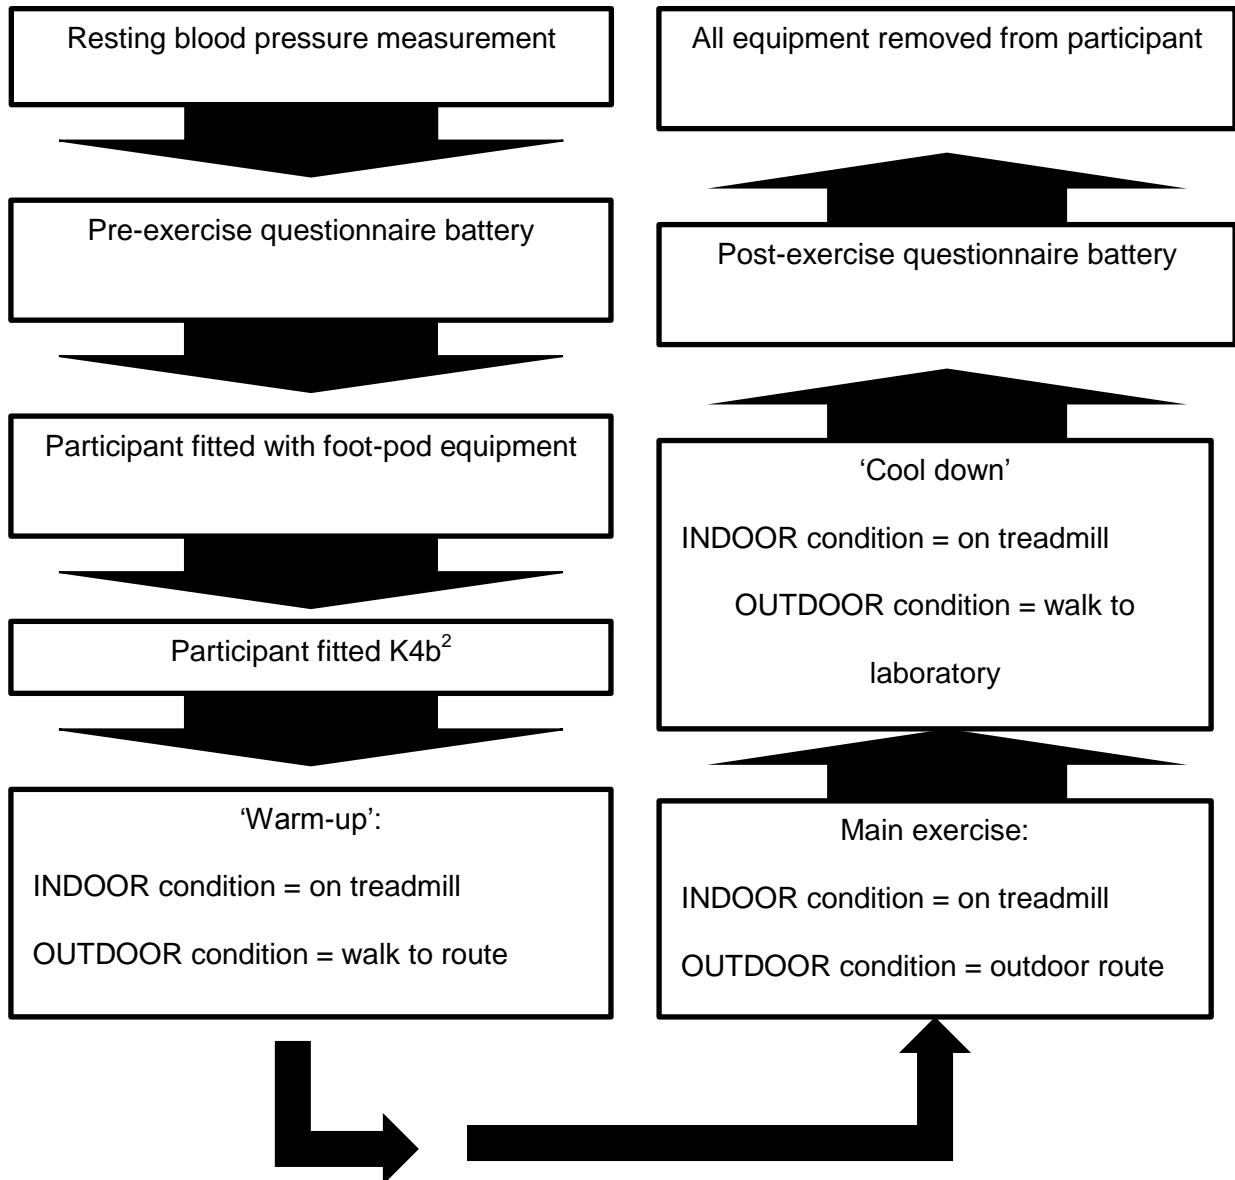 Resting blood pressure measurement
Pre-exercise questionnaire battery
Participant fitted with foot-pod equipment
Participant fitted K4b²
‘Warm-up’:
INDOOR condition = on treadmill
OUTDOOR condition = walk to route
Main exercise:
INDOOR condition = on treadmill
OUTDOOR condition = outdoor route
‘Cool down’
INDOOR condition = on treadmill
OUTDOOR condition = walk to
laboratory
Post-exercise questionnaire battery
All equipment removed from participant